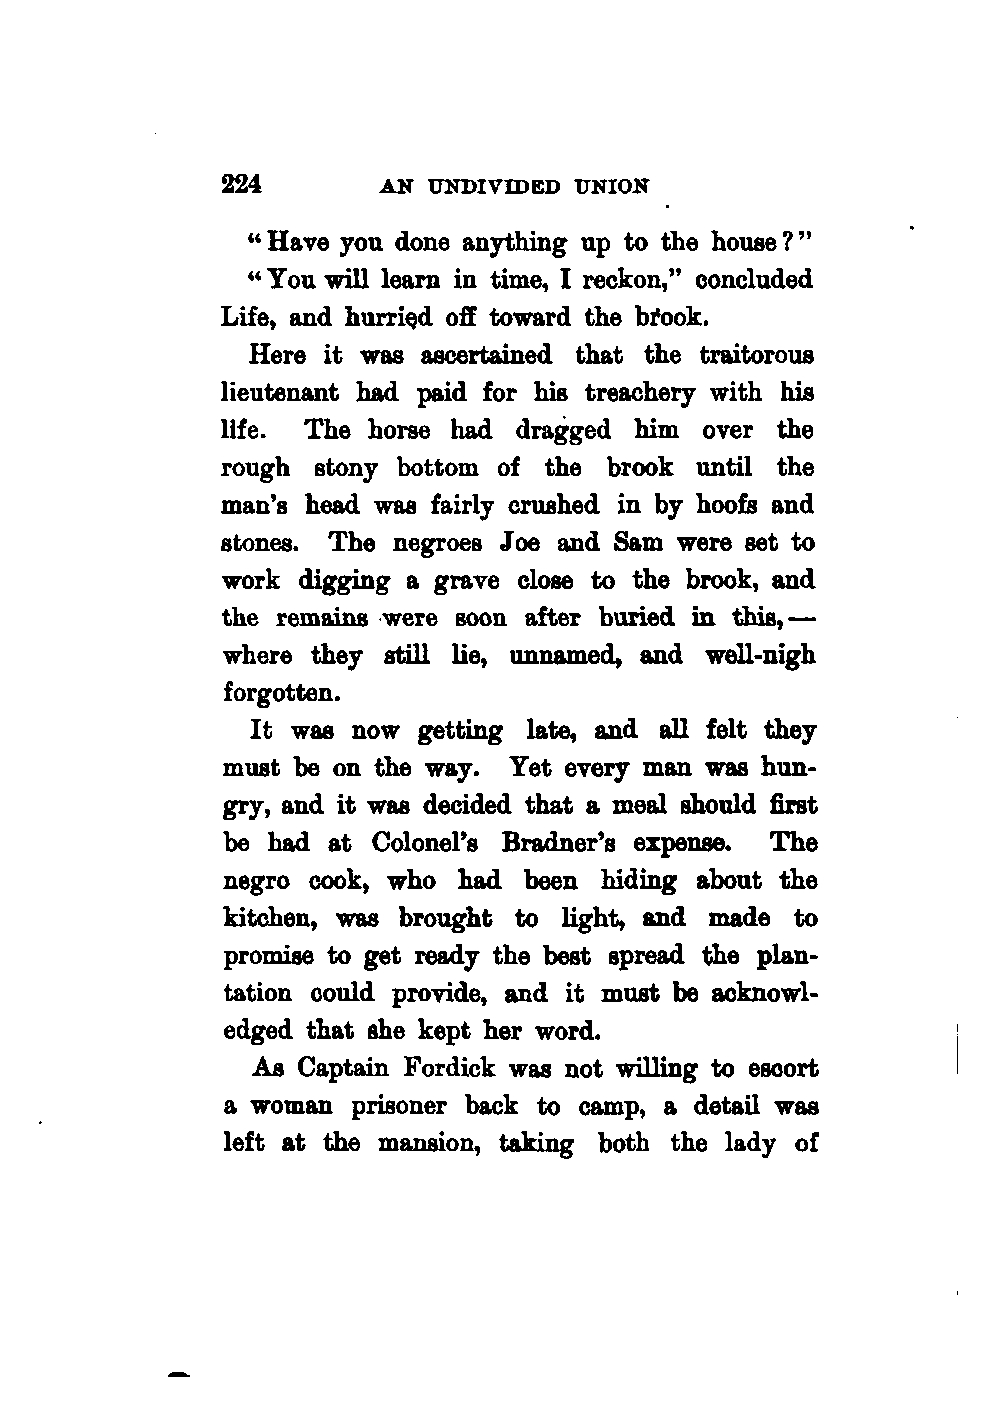 224 AN UNDIVIDED UNION
"Have you done anything up to the house?"
"You will learn in time, I reckon," concluded
Life, and hurried off toward the brook.
Here it was ascertained that the traitorous
lieutenant had paid for his treachery with his
life. The horse had dragged him over the
rough stony bottom of the brook until the
man's head was fairly crushed in by hoofs and
stones. The negroes Joe and Sam were set to
work digging a grave close to the brook, and
the remains were soon after buried in this,—
where they still lie, unnamed, and well-nigh
forgotten.
It was now getting late, and all felt they
must be on the way. Yet every man was hun-
gry, and it was decided that a meal should first
be had at Colonel's Bradner's expense. The
negro cook, who had been hiding about the
kitchen, was brought to light, and made to
promise to get ready the best spread the plan-
tation could provide, and it must be acknowl-
edged that she kept her word.
As Captain Fordick was not willing to escort
a woman prisoner back to camp, a detail was
left at the mansion, taking both the lady of